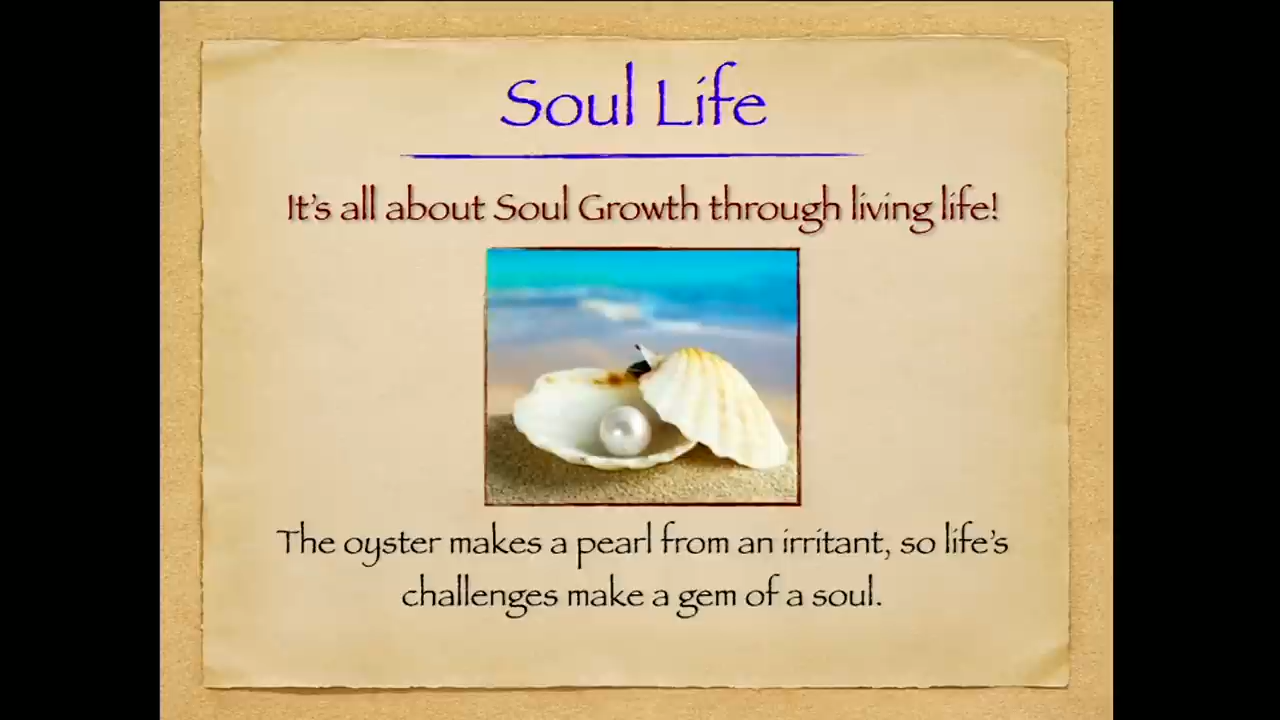 Soul Life
It's all about Soul Growth through living life!
The oyster makes a pearl from an irritant, so life's
challenges make a gem of a soul.